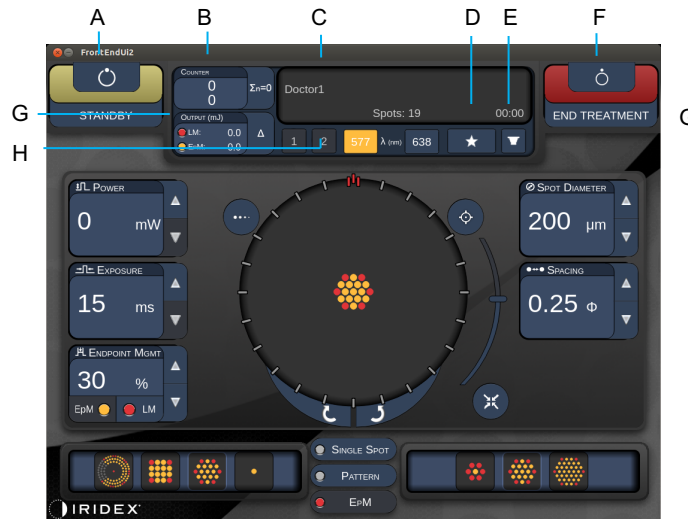 A B C D E F
FrontEndUi2
STANDBY
COUNTER
0
0
Σn=0
Doctor1
Spots: 19 00:00
END TREATMENT
G
OUTPUT (mJ)
LM: 0.0
EPM: 0.0
Δ
H
1 2 577 λ (nm) 638
POWER
0 mW
EXPOSURE
15 ms
ENDPOINT MGMT
30 %
EpM LM
SPOT DIAMETER
200 μm
SPACING
0.25 Φ
SINGLE SPOT
PATTERN
EPM
IRIDEX